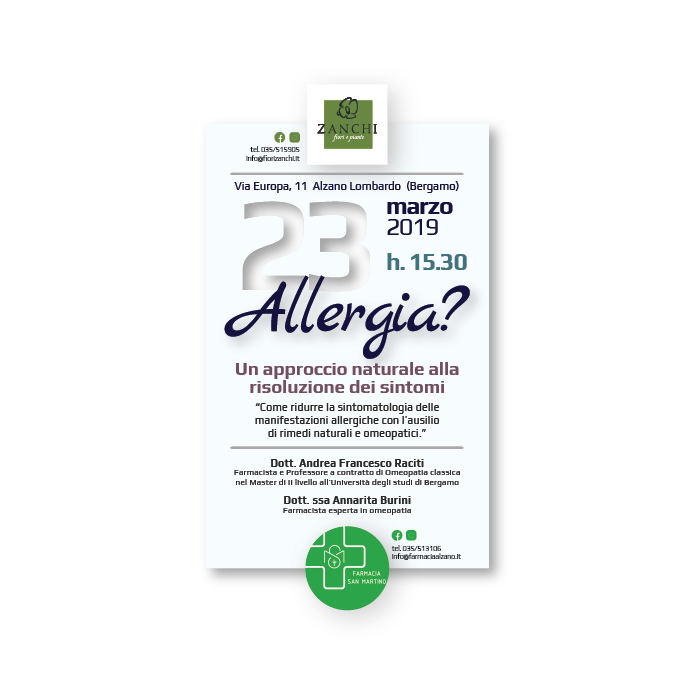 ZANCHI
fiori e piante
tel. 035/515905
info@fiorizanchi.it
Via Europa, 11 Alzano Lombardo (Bergamo)
23 marzo
2019
h. 15.30
Allergia?
Un approccio naturale alla
risoluzione dei sintomi
“Come ridurre la sintomatologia delle
manifestazioni allergiche con l'ausilio
di rimedi naturali e omeopatici.”
Dott. Andrea Francesco Raciti
Farmacista e Professore a contratto di Omeopatia classica
nel Master di II livello all'Università degli studi di Bergamo
Dott. ssa Annarita Burini
Farmacista esperta in omeopatia
tel. 035/513106
info@farmaciaalzano.it
FARMACIA
SAN MARTINO